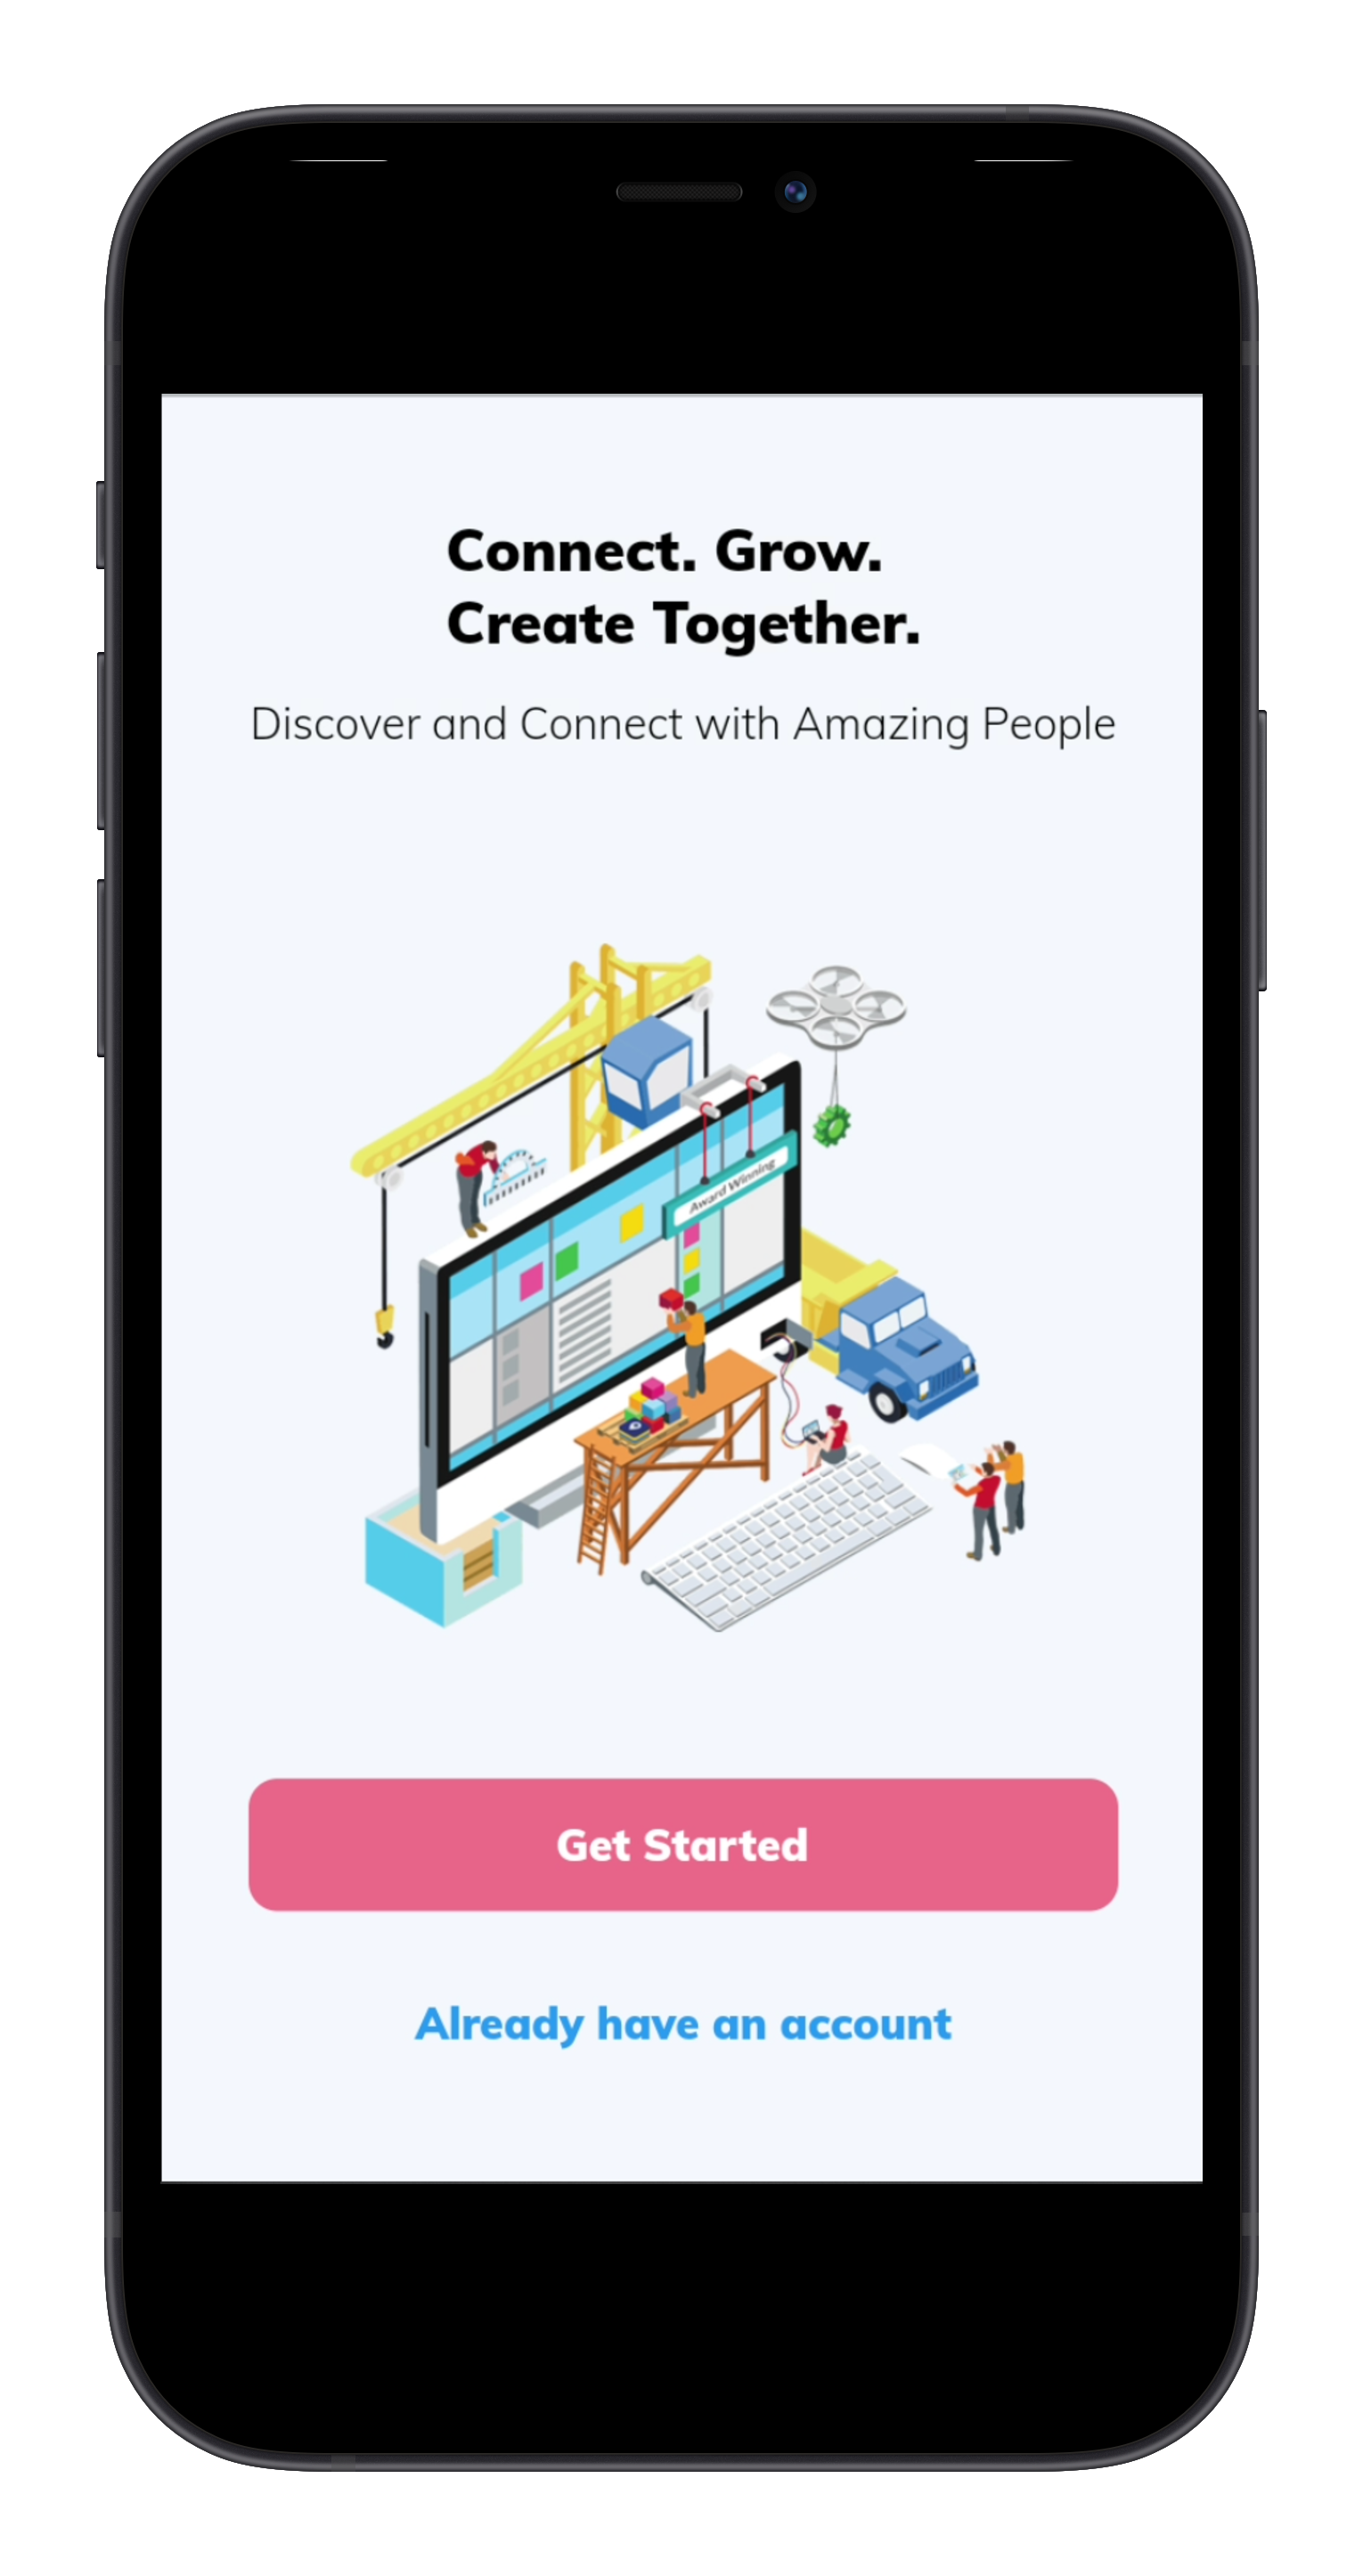 Connect. Grow.
Create Together.
Discover and Connect with Amazing People
Award Winning
Get Started
Already have an account